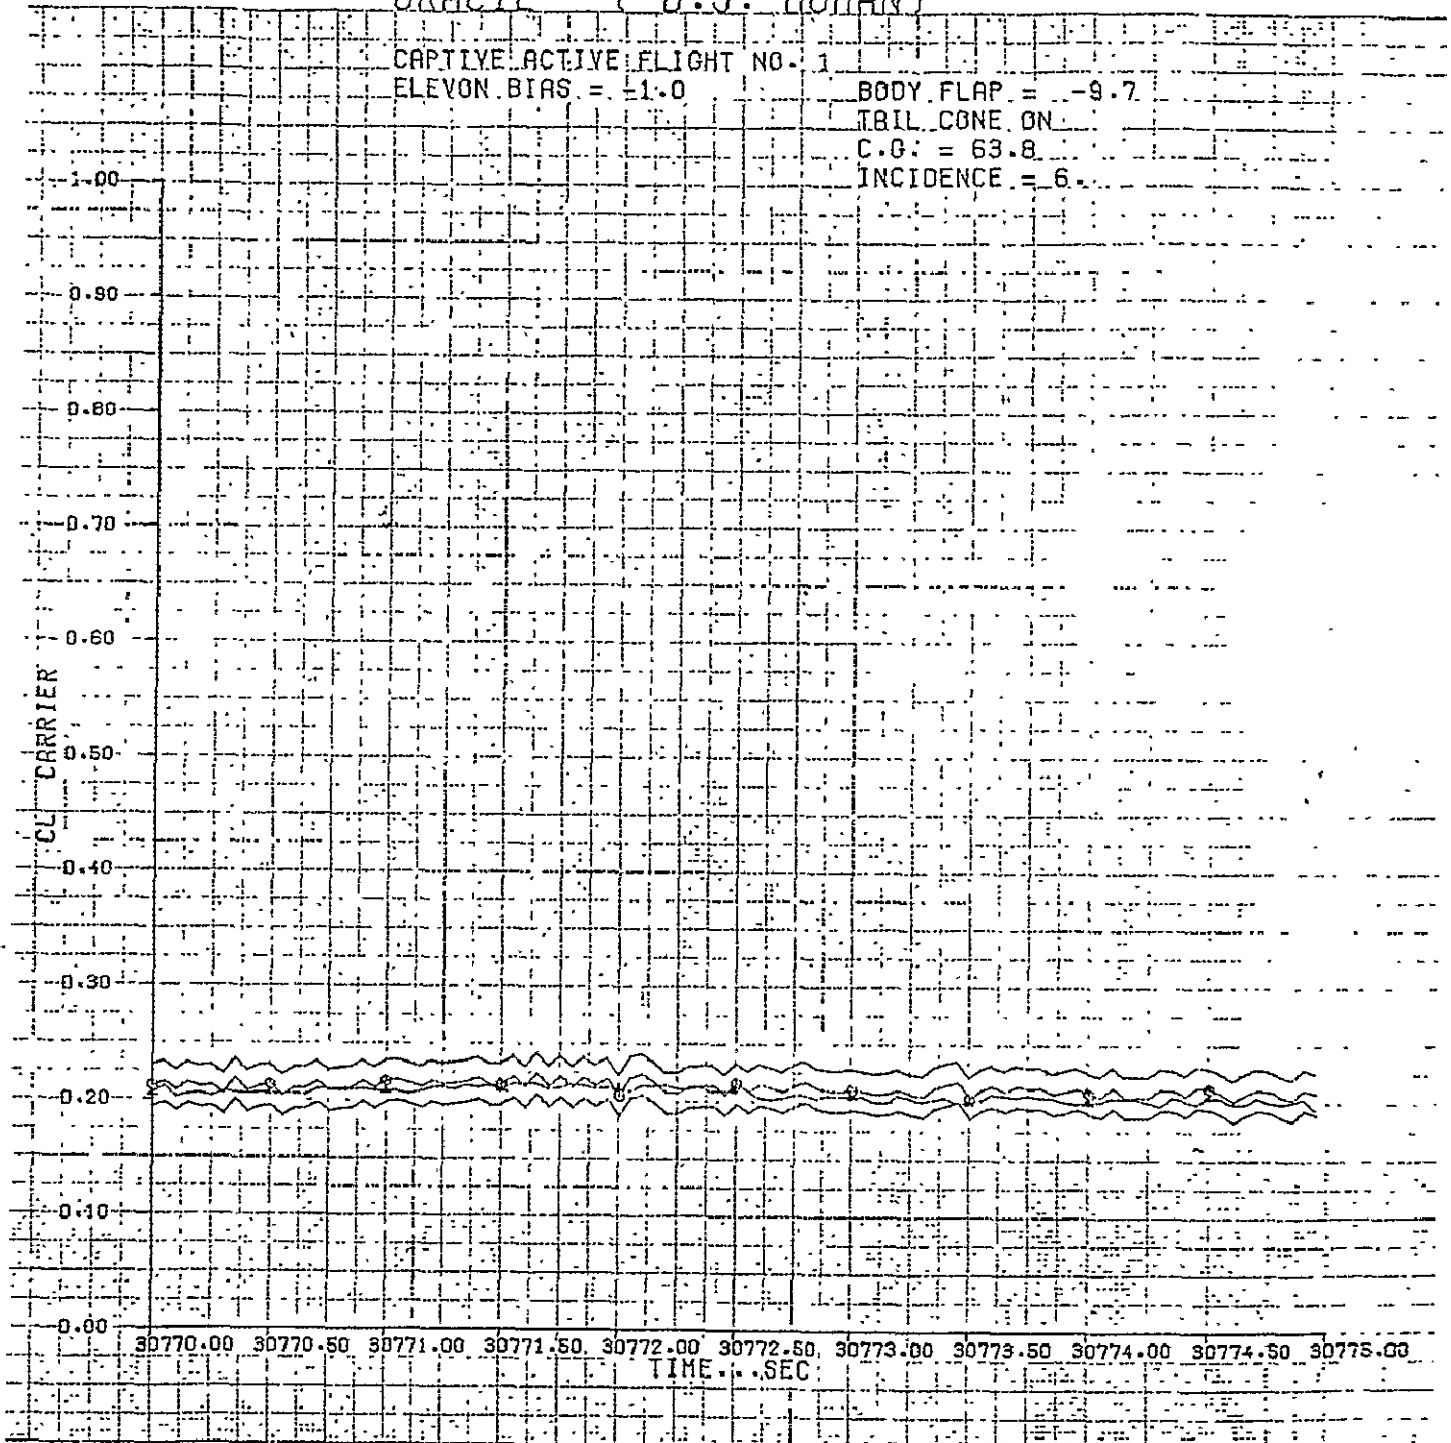 CAPTIVE ACTIVE FLIGHT NO. 1
ELEVON BIAS = -1.0
BODY FLAP = -9.7
TAIL CONE ON
C.G. = 63.8
INCIDENCE = 6.
1.00
0.90
0.80
0.70
0.60
0.50
0.40
0.30
0.20
0.10
0.00
CL CARRIER
30770.00 30770.50 30771.00 30771.50 30772.00 30772.50 30773.00 30773.50 30774.00 30774.50 30775.00
TIME...SEC